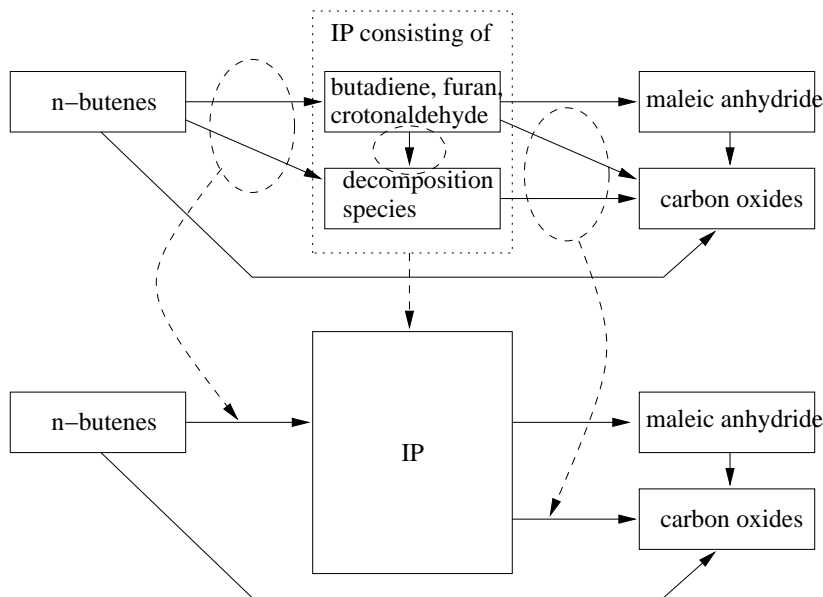 IP consisting of
n−butenes
butadiene, furan,
crotonaldehyde
maleic anhydride
decomposition
species
carbon oxides
n−butenes
IP
maleic anhydride
carbon oxides